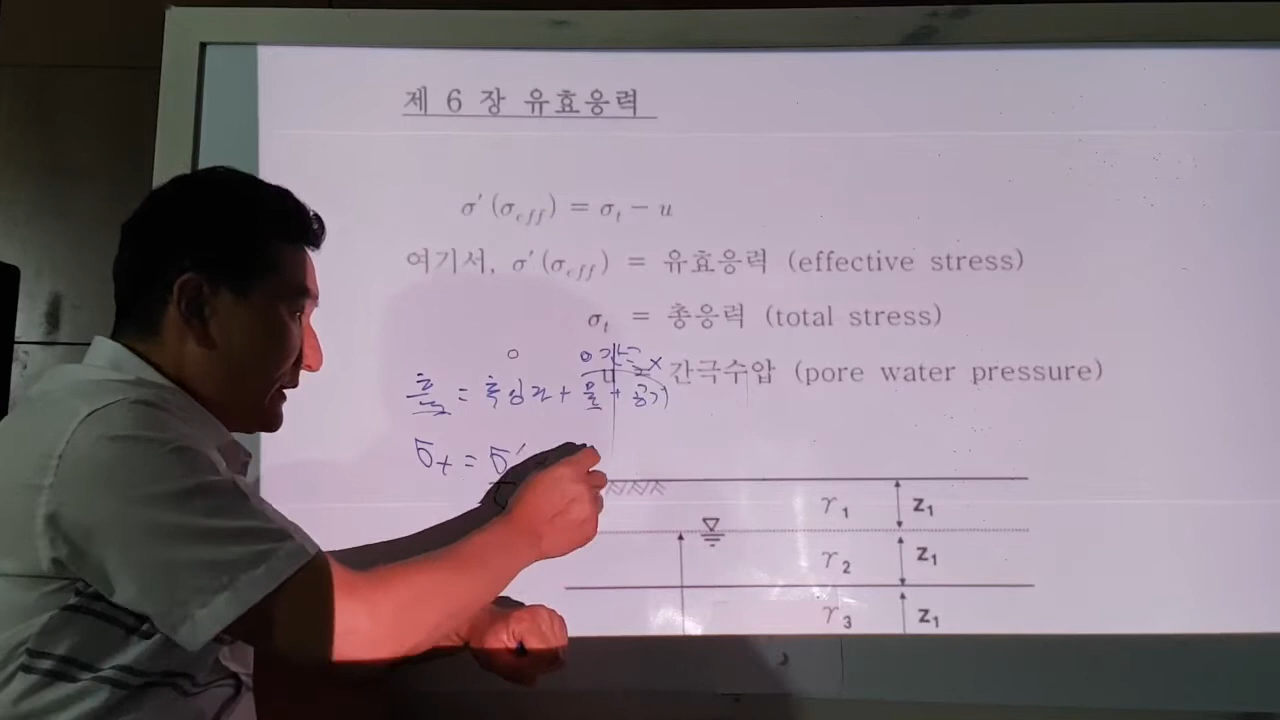 제 6 장 유효응력
σ′(σeff) = σt − u
여기서, σ′(σeff) = 유효응력 (effective stress)
σt = 총응력 (total stress)
간극수압 (pore water pressure)
흙 = 흑입자 + 물 + 공기
σt = σ′
γ1 z1
γ2 z1
γ3 z1